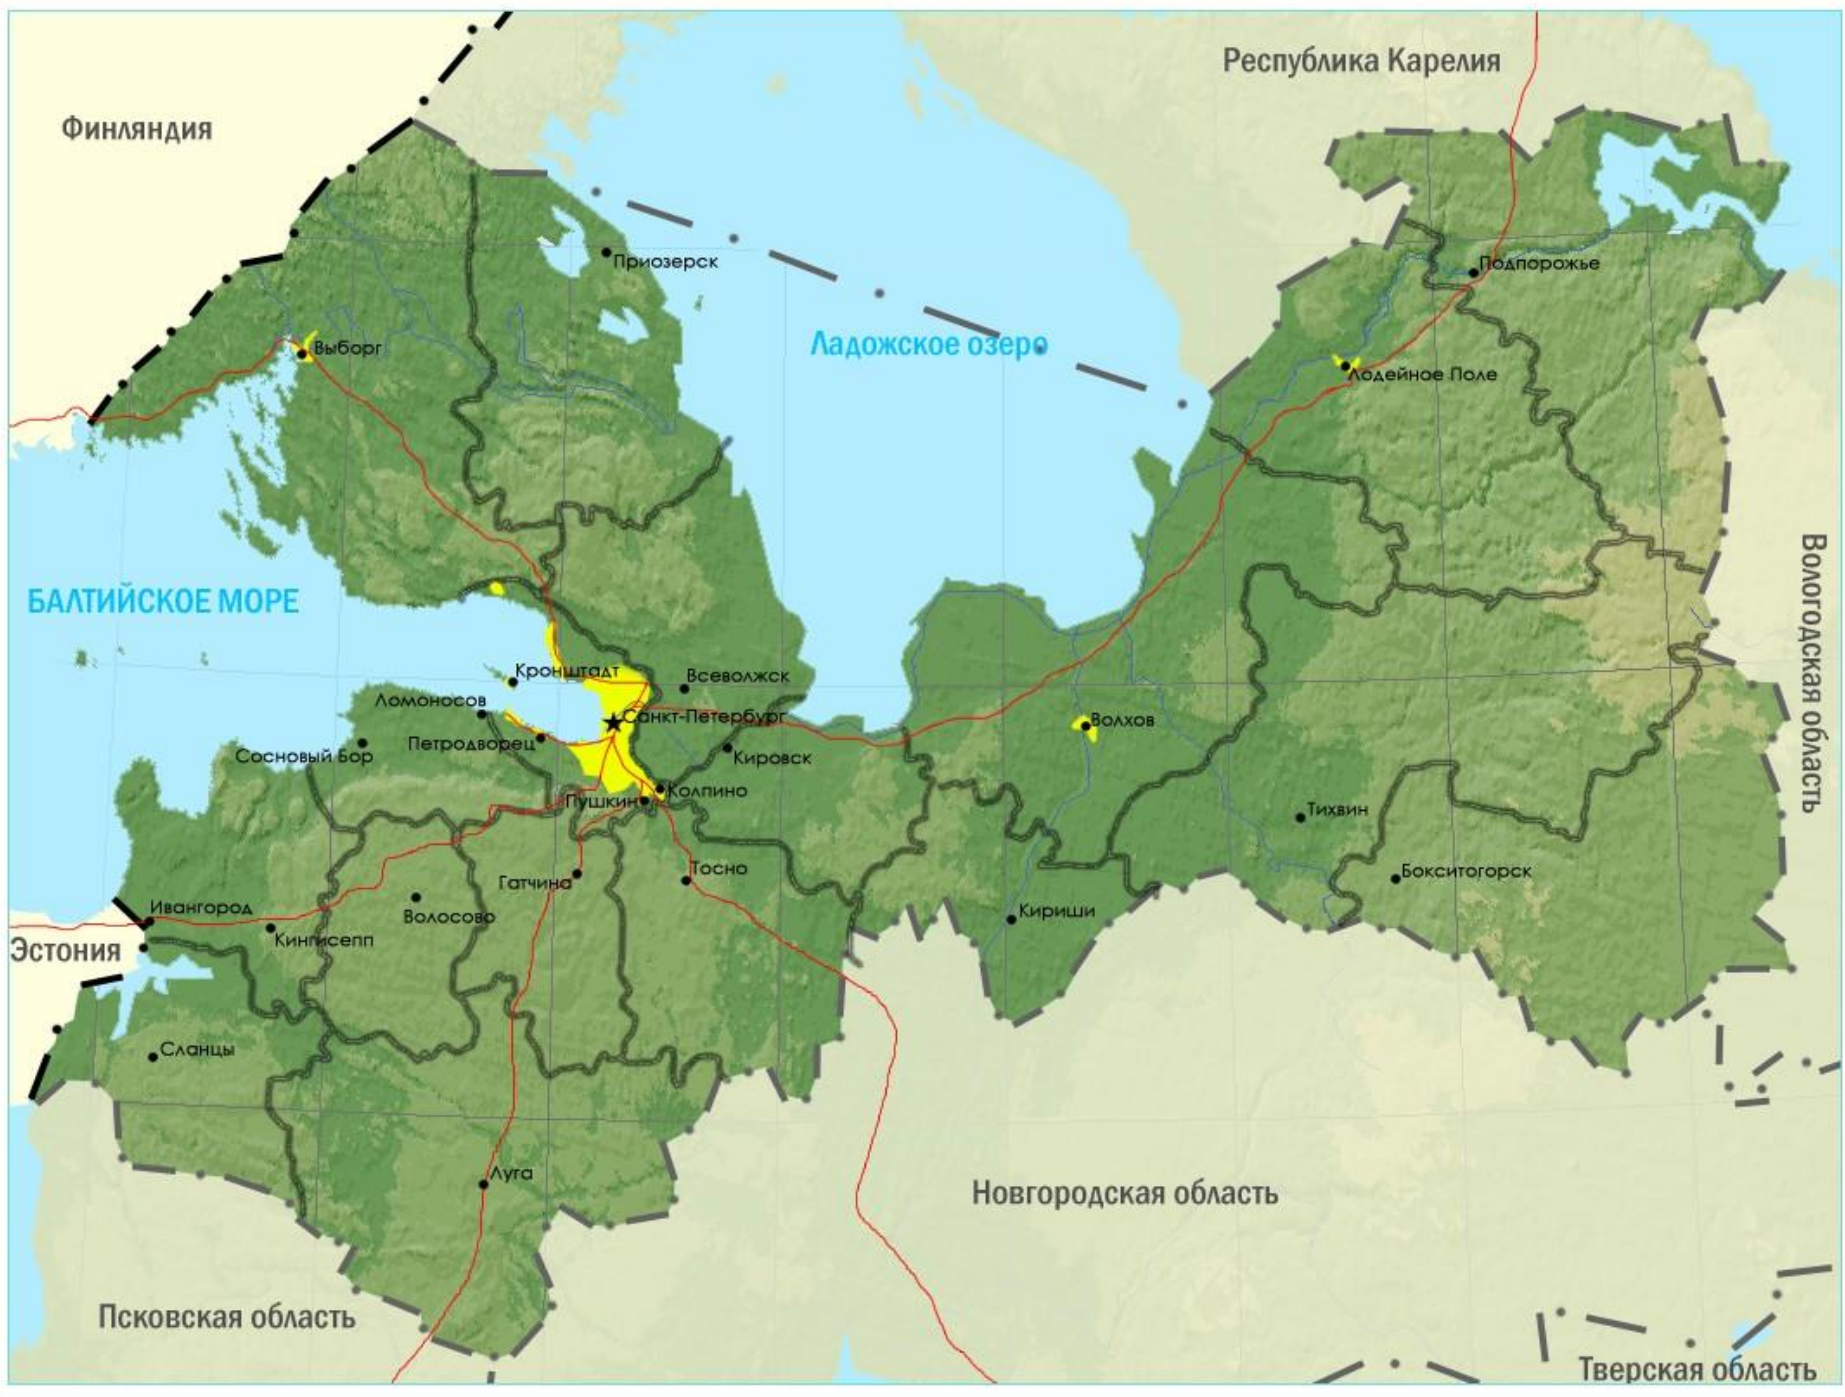 Республика Карелия
Финляндия
Приозерск
Подпорожье
Ладожское озеро
Выборг
Лодейное Поле
БАЛТИЙСКОЕ МОРЕ
Вологодская область
Кронштадт
Всеволжск
Ломоносов
Санкт-Петербург
Волхов
Петродворец
Сосновый Бор
Кировск
Колпино
Пушкин
Тихвин
Тосно
Гатчина
Бокситогорск
Ивангород
Волосово
Кириши
Кингисепп
Эстония
Сланцы
Луга
Новгородская область
Псковская область
Тверская область